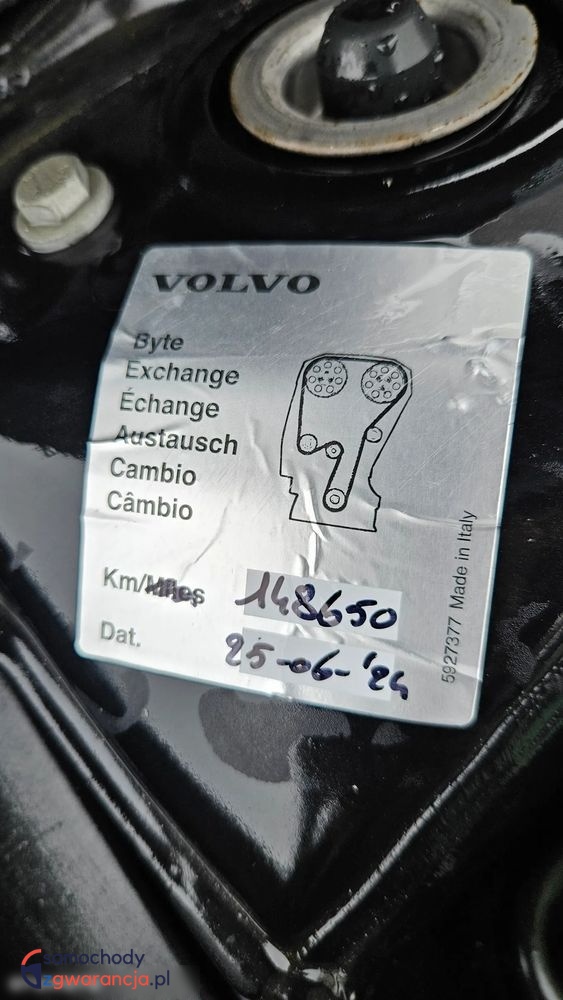 VOLVO
Byte
Exchange
Échange
Austausch
Cambio
Câmbio
Km/Miles 148650
Dat. 25-06-'24
5927377 Made in Italy
samochody
zgwarancja.pl